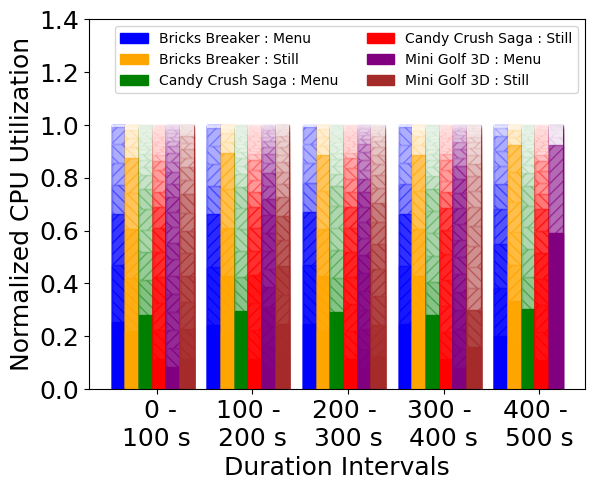 Normalized CPU Utilization
1.4
1.2
1.0
0.8
0.6
0.4
0.2
0.0
Bricks Breaker : Menu
Bricks Breaker : Still
Candy Crush Saga : Menu
Candy Crush Saga : Still
Mini Golf 3D : Menu
Mini Golf 3D : Still
0 -
100 s
100 -
200 s
200 -
300 s
300 -
400 s
400 -
500 s
Duration Intervals